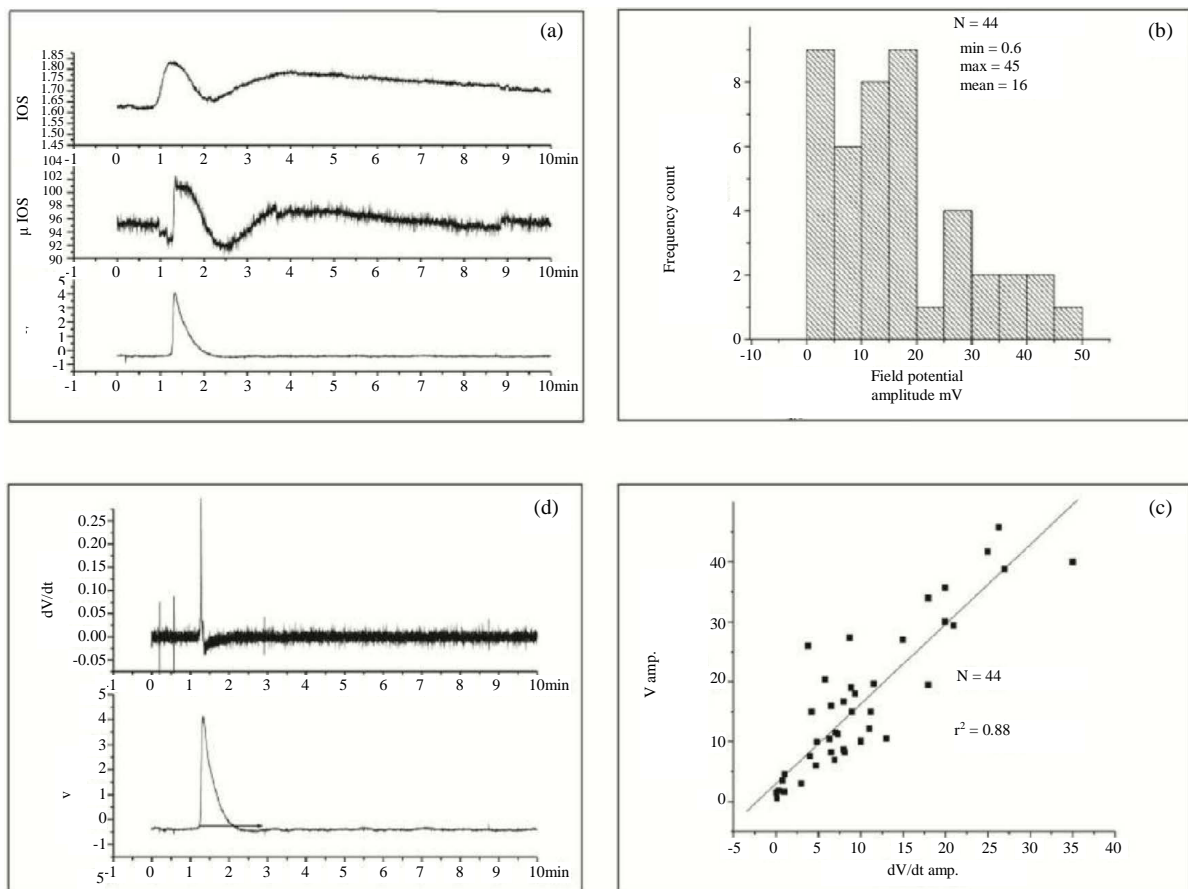 (a)
1.85
1.80
1.75
1.70
1.65
1.60
1.55
1.50
1.45
IOS
-1 0 1 2 3 4 5 6 7 8 9 10min
104
102
100
98
96
94
92
90
μ IOS
-1 0 1 2 3 4 5 6 7 8 9 10min
5
4
3
2
1
0
-1
-1 0 1 2 3 4 5 6 7 8 9 10min
(b)
N = 44
min = 0.6
max = 45
mean = 16
8
6
4
2
0
Frequency count
-10 0 10 20 30 40 50
Field potential
amplitude mV
(d)
0.25
0.20
0.15
0.10
0.05
0.00
-0.05
dV/dt
-1 0 1 2 3 4 5 6 7 8 9 10min
5
4
3
2
1
0
-1
v
5
-1 0 1 2 3 4 5 6 7 8 9 10min
(c)
40
30
20
10
0
V amp.
N = 44
r² = 0.88
-5 0 5 10 15 20 25 30 35 40
dV/dt amp.